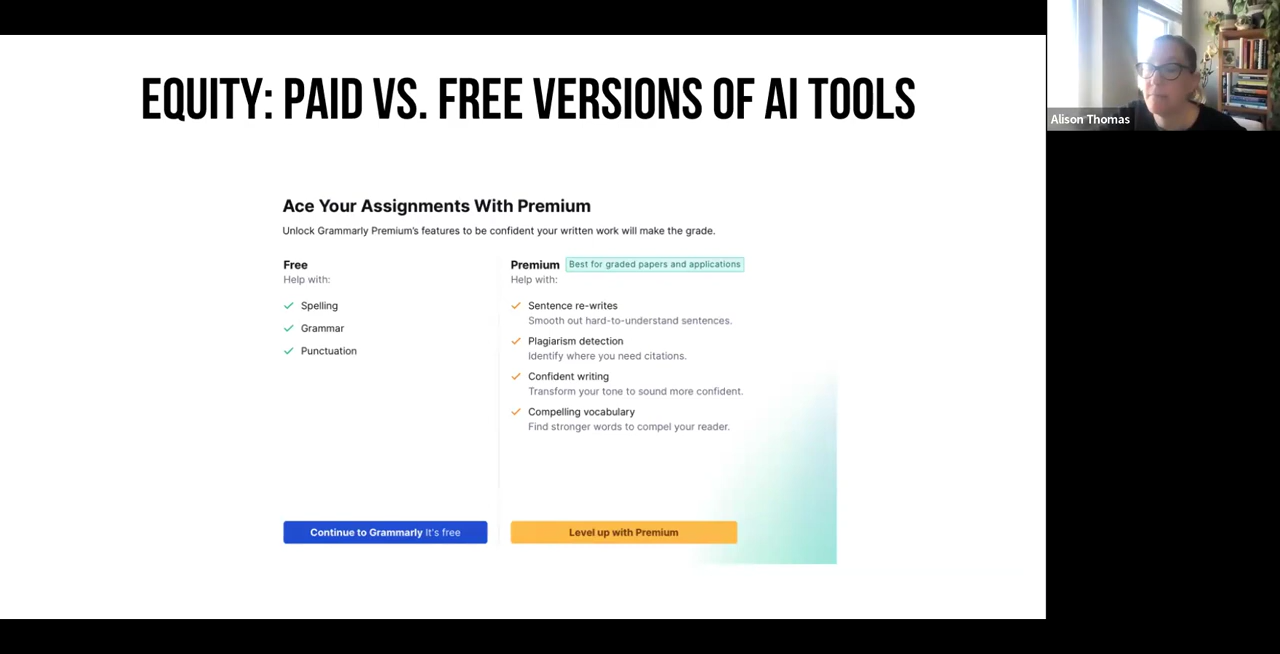 EQUITY: PAID VS. FREE VERSIONS OF AI TOOLS
Alison Thomas
Ace Your Assignments With Premium
Unlock Grammarly Premium's features to be confident your written work will make the grade.
Free
Help with:
Spelling
Grammar
Punctuation
Continue to Grammarly It's free
Premium Best for graded papers and applications
Help with:
Sentence re-writes
Smooth out hard-to-understand sentences.
Plagiarism detection
Identify where you need citations.
Confident writing
Transform your tone to sound more confident.
Compelling vocabulary
Find stronger words to compel your reader.
Level up with Premium